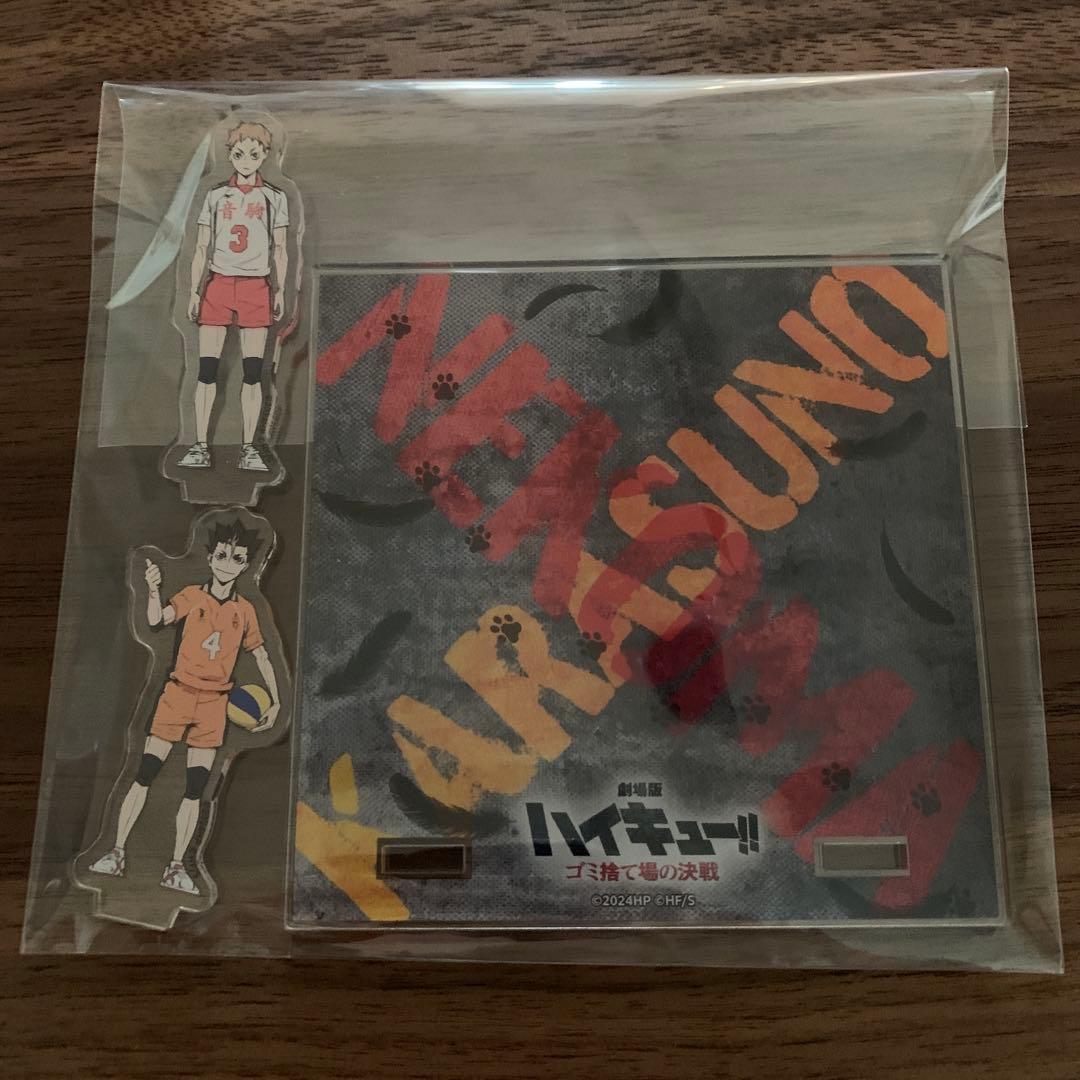 音駒
3
4
NEKOMA
KARASUNO
劇場版
ハイキュー!!
ゴミ捨て場の決戦
©2024HP ©HF/S